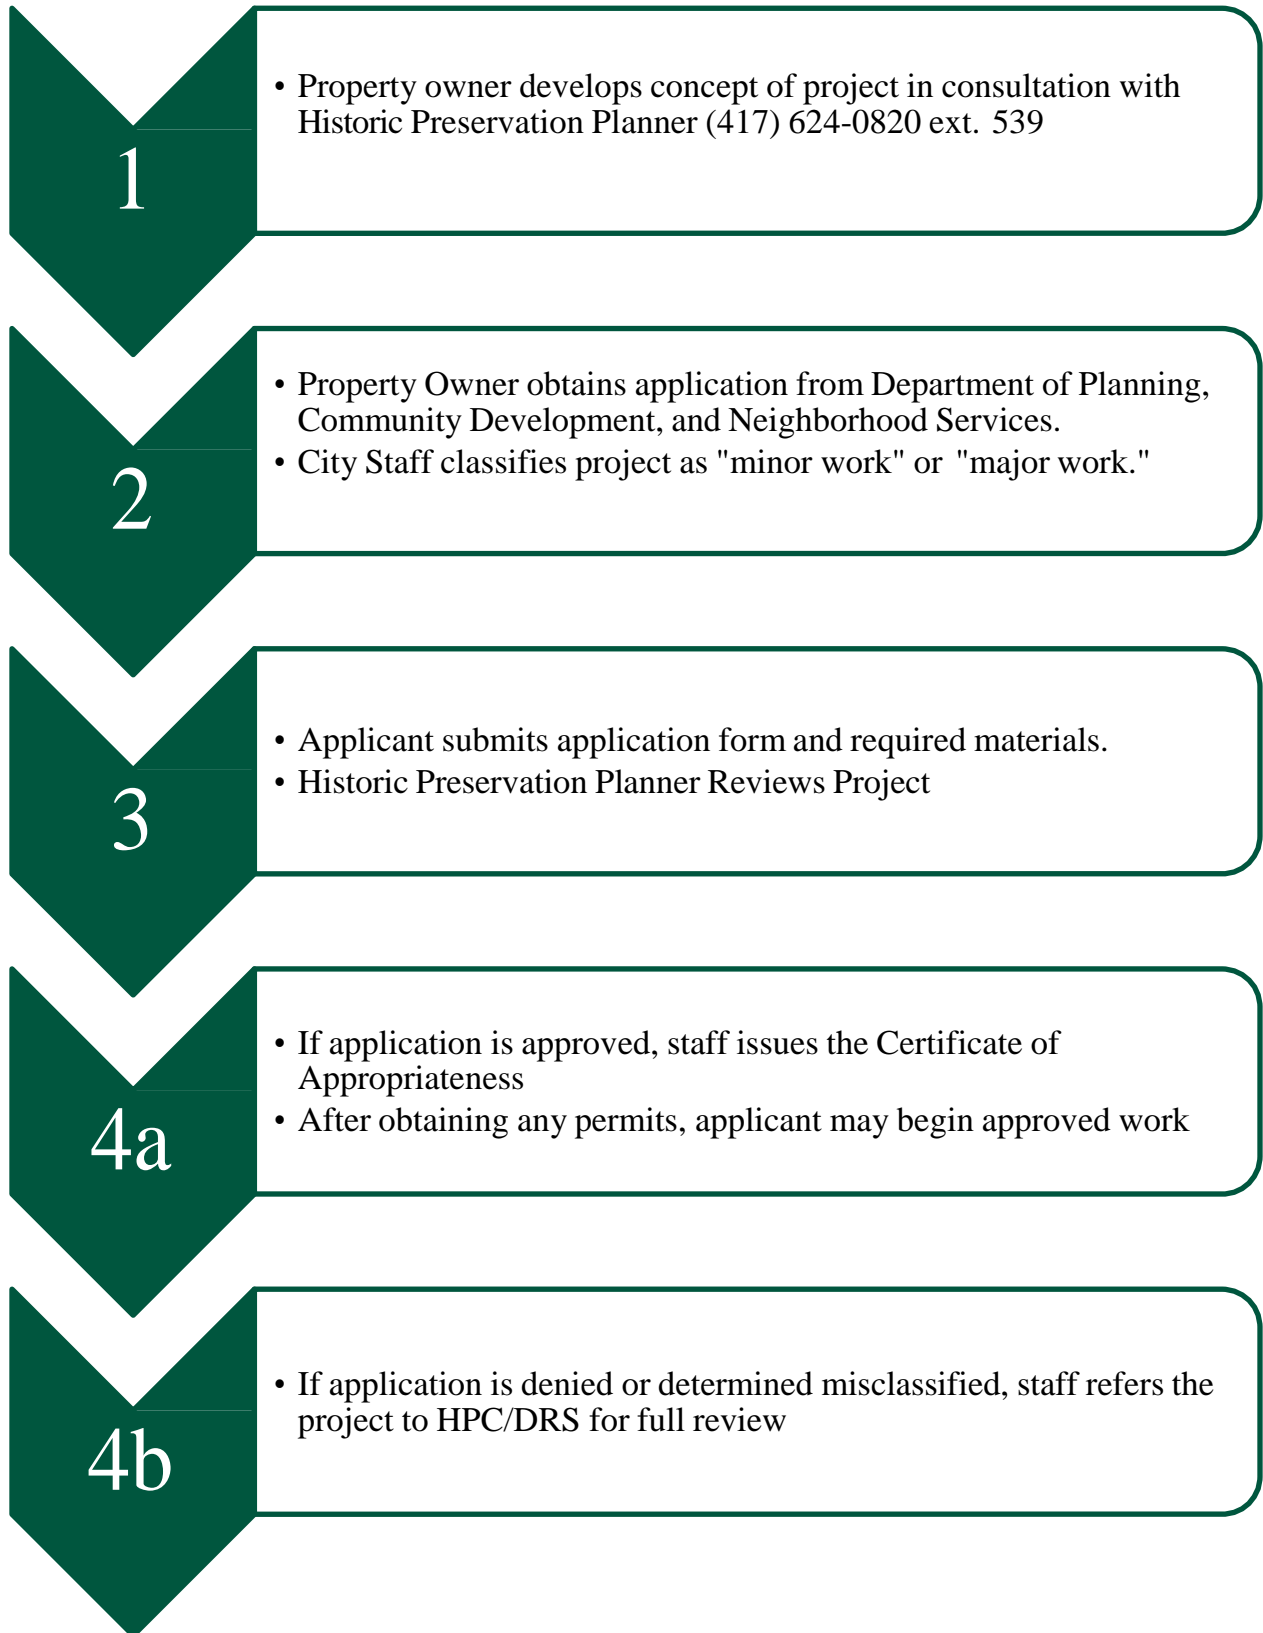 1
• Property owner develops concept of project in consultation with
Historic Preservation Planner (417) 624-0820 ext. 539
2
• Property Owner obtains application from Department of Planning,
Community Development, and Neighborhood Services.
• City Staff classifies project as "minor work" or "major work."
3
• Applicant submits application form and required materials.
• Historic Preservation Planner Reviews Project
4a
• If application is approved, staff issues the Certificate of
Appropriateness
• After obtaining any permits, applicant may begin approved work
4b
• If application is denied or determined misclassified, staff refers the
project to HPC/DRS for full review